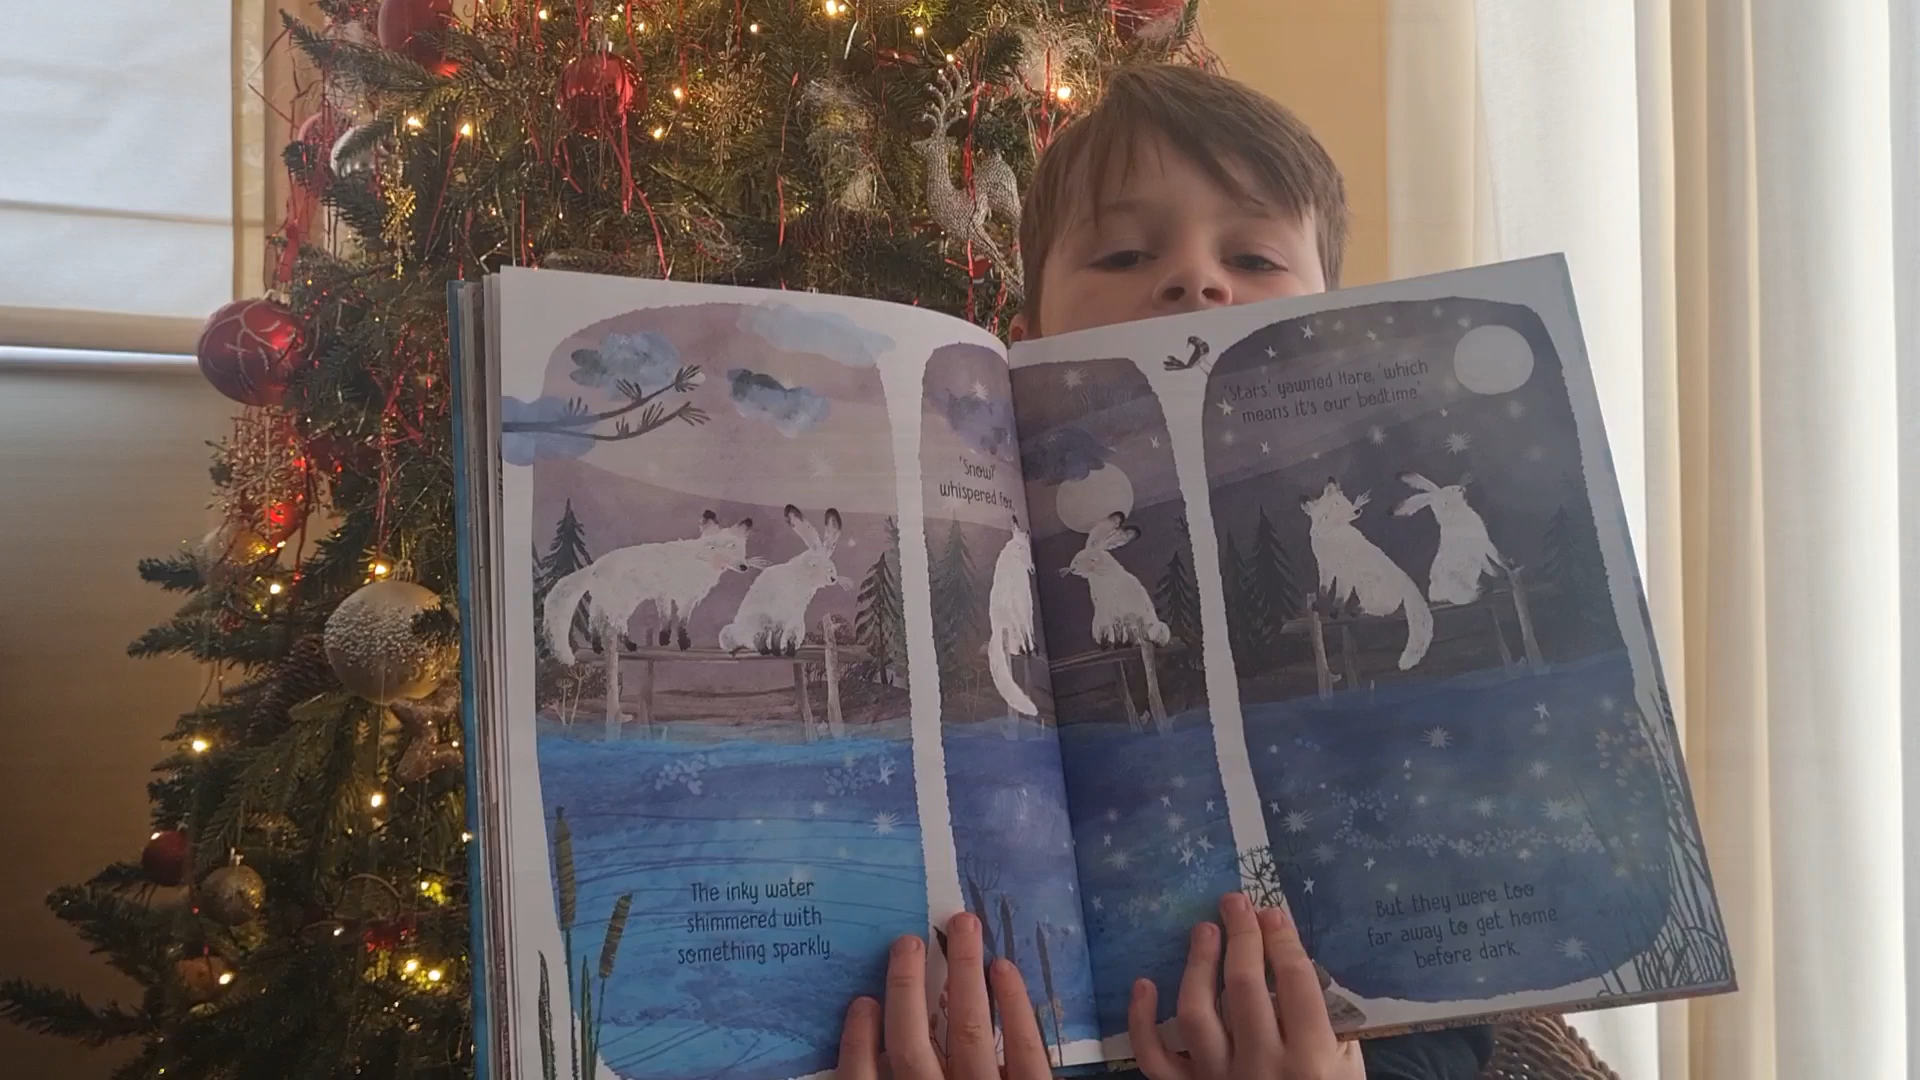 The inky water
shimmered with
something sparkly.
'Snow?'
whispered Fox.
'Stars,' yawned Hare, 'which
means it's our bedtime'
But they were too
far away to get home
before dark.